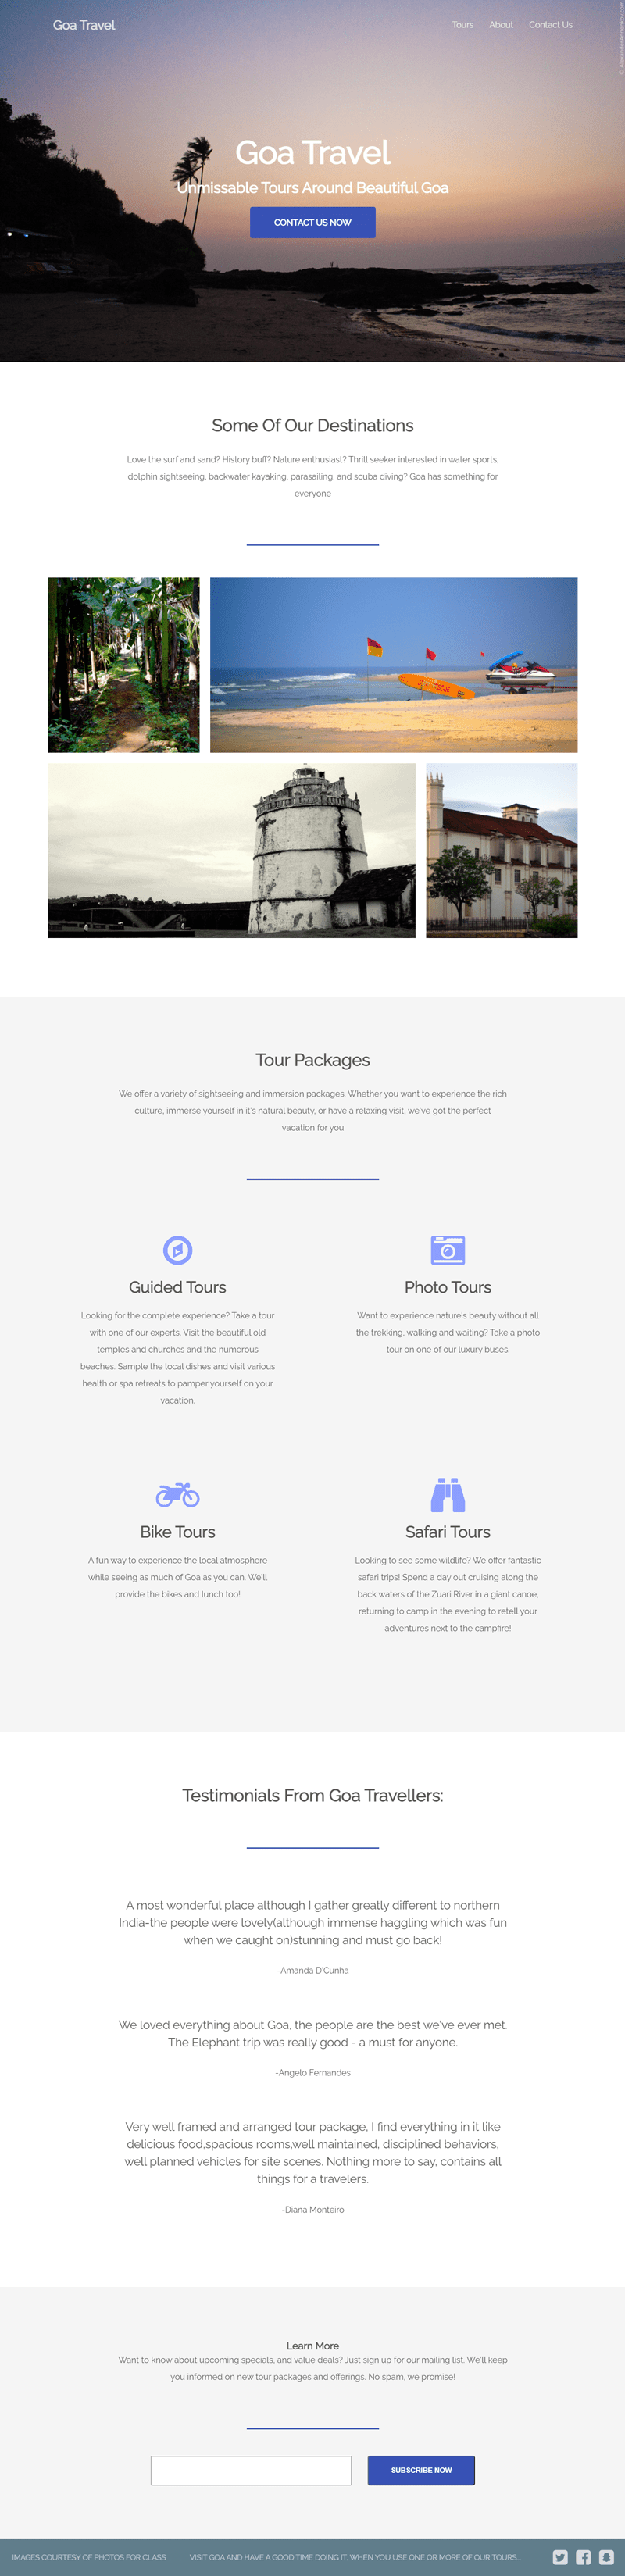 Goa Travel
Tours About Contact Us
Goa Travel
Unmissable Tours Around Beautiful Goa
CONTACT US NOW
Some Of Our Destinations
Love the surf and sand? History buff? Nature enthusiast? Thrill seeker interested in water sports,
dolphin sightseeing, backwater kayaking, parasailing, and scuba diving? Goa has something for
everyone
Tour Packages
We offer a variety of sightseeing and immersion packages. Whether you want to experience the rich
culture, immerse yourself in it's natural beauty, or have a relaxing visit, we've got the perfect
vacation for you
Guided Tours
Looking for the complete experience? Take a tour
with one of our experts. Visit the beautiful old
temples and churches and the numerous
beaches. Sample the local dishes and visit various
health or spa retreats to pamper yourself on your
vacation.
Photo Tours
Want to experience nature's beauty without all
the trekking, walking and waiting? Take a photo
tour on one of our luxury buses.
Bike Tours
A fun way to experience the local atmosphere
while seeing as much of Goa as you can. We'll
provide the bikes and lunch too!
Safari Tours
Looking to see some wildlife? We offer fantastic
safari trips! Spend a day out cruising along the
back waters of the Zuari River in a giant canoe,
returning to camp in the evening to retell your
adventures next to the campfire!
Testimonials From Goa Travellers:
A most wonderful place although I gather greatly different to northern
India-the people were lovely(although immense haggling which was fun
when we caught on)stunning and must go back!
-Amanda D'Cunha
We loved everything about Goa, the people are the best we've ever met.
The Elephant trip was really good - a must for anyone.
-Angelo Fernandes
Very well framed and arranged tour package, I find everything in it like
delicious food,spacious rooms,well maintained, disciplined behaviors,
well planned vehicles for site scenes. Nothing more to say, contains all
things for a travelers.
-Diana Monteiro
Learn More
Want to know about upcoming specials, and value deals? Just sign up for our mailing list. We'll keep
you informed on new tour packages and offerings. No spam, we promise!
SUBSCRIBE NOW
IMAGES COURTESY OF PHOTOS FOR CLASS VISIT GOA AND HAVE A GOOD TIME DOING IT. WHEN YOU USE ONE OR MORE OF OUR TOURS...